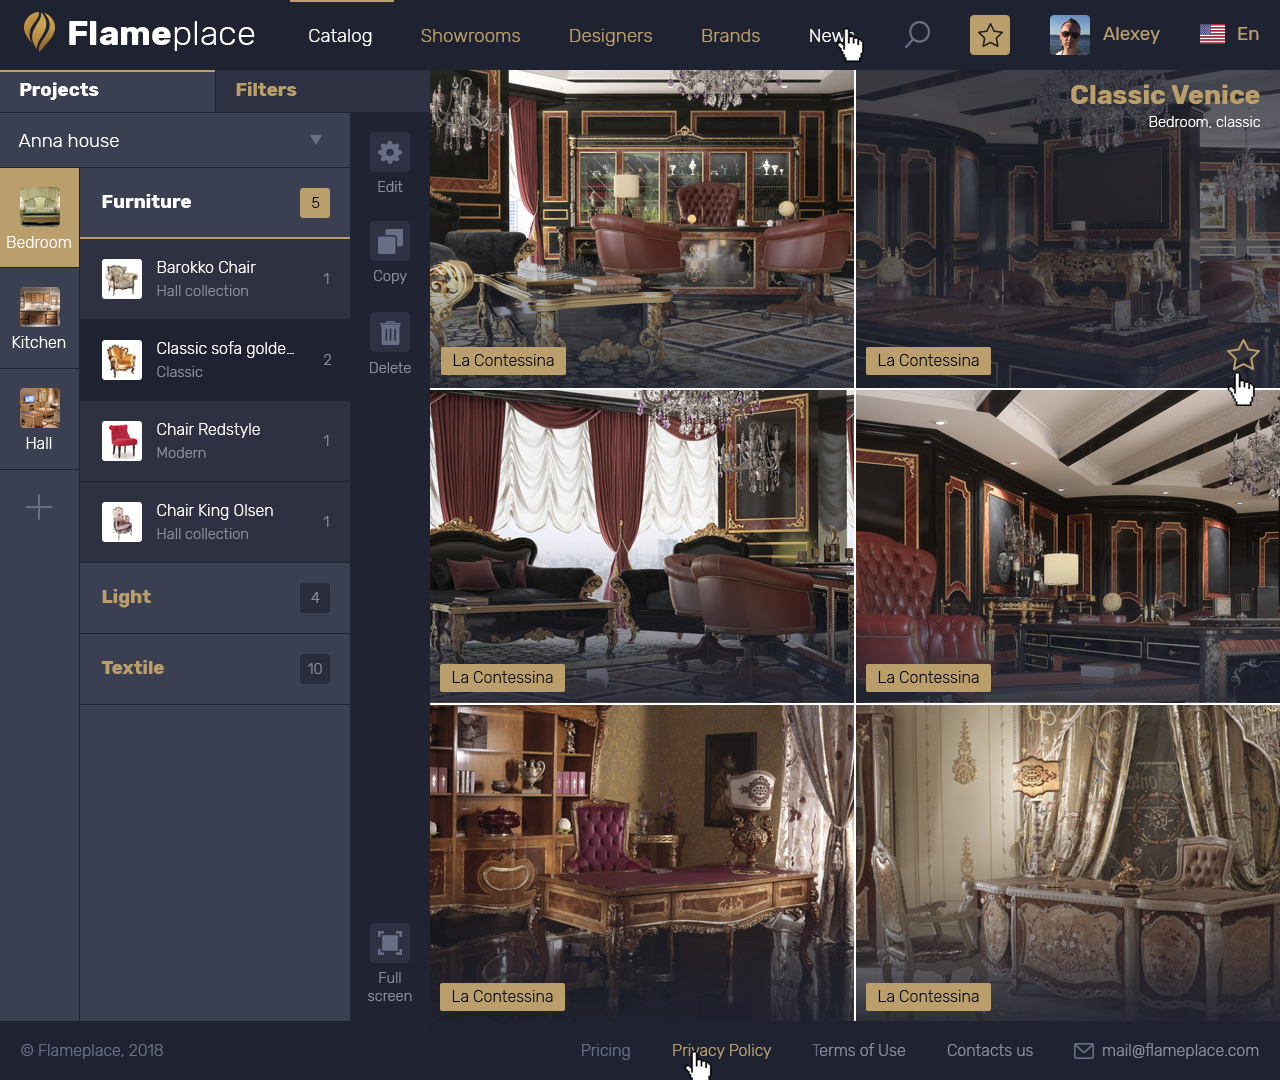 Flameplace
Catalog
Showrooms
Designers
Brands
News
Alexey
En
Projects
Filters
Anna house
Bedroom
Kitchen
Hall
Furniture
5
Barokko Chair
Hall collection
1
Classic sofa golde...
Classic
2
Chair Redstyle
Modern
1
Chair King Olsen
Hall collection
1
Light
4
Textile
10
Edit
Copy
Delete
Full
screen
Classic Venice
Bedroom, classic
La Contessina
La Contessina
La Contessina
La Contessina
La Contessina
La Contessina
© Flameplace, 2018
Pricing
Privacy Policy
Terms of Use
Contacts us
mail@flameplace.com